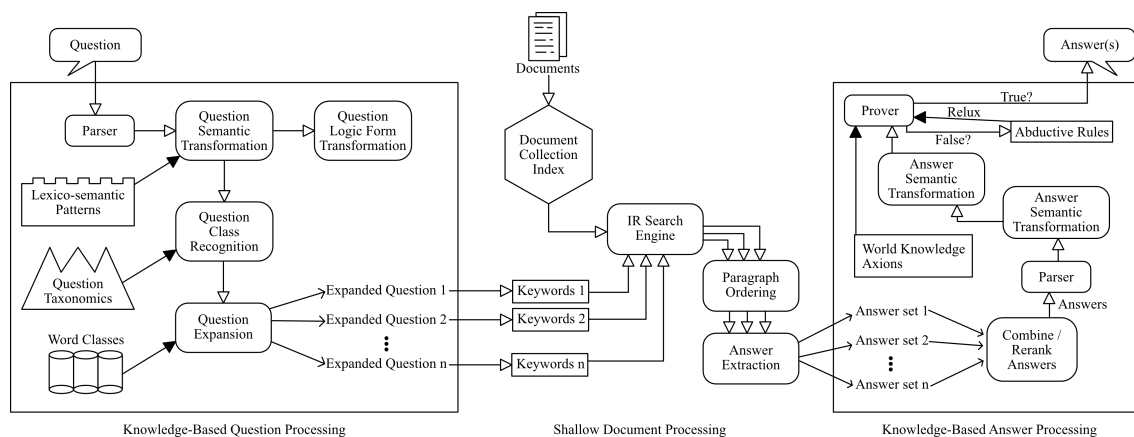 Question
Parser
Question
Semantic
Transformation
Question
Logic Form
Transformation
Lexico-semantic
Patterns
Question
Class
Recognition
Question
Taxonomics
Question
Expansion
Word Classes
Expanded Question 1
Expanded Question 2
Expanded Question n
Knowledge-Based Question Processing
Documents
Document
Collection
Index
IR Search
Engine
Keywords 1
Keywords 2
Keywords n
Paragraph
Ordering
Answer
Extraction
Shallow Document Processing
Answer(s)
True?
Prover
Relux
Abductive Rules
False?
Answer
Semantic
Transformation
Answer
Semantic
Transformation
World Knowledge
Axions
Parser
Answers
Answer set 1
Answer set 2
Answer set n
Combine /
Rerank
Answers
Knowledge-Based Answer Processing